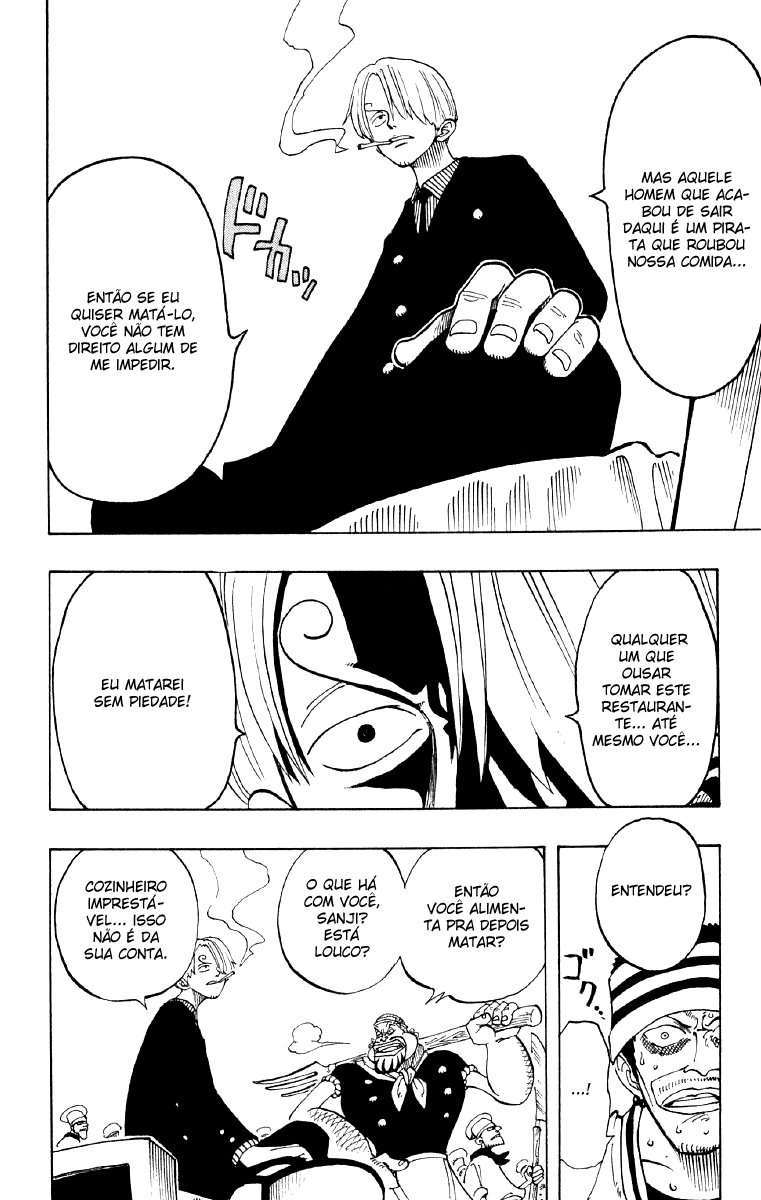 MAS AQUELE
HOMEM QUE ACA-
BOU DE SAIR
DAQUI É UM PIRA-
TA QUE ROUBOU
NOSSA COMIDA...
ドカッ
ENTÃO SE EU
QUISER MATÁ-LO,
VOCÊ NÃO TEM
DIREITO ALGUM DE
ME IMPEDIR.
QUALQUER
UM QUE
OUSAR
TOMAR ESTE
RESTAURAN-
TE... ATÉ
MESMO VOCÊ...
EU MATAREI
SEM PIEDADE!
ENTENDEU?
ゴク...
...!
ENTÃO
VOCÊ ALIMEN-
TA PRA DEPOIS
MATAR?
O QUE HÁ
COM VOCÊ,
SANJI?
ESTÁ
LOUCO?
COZINHEIRO
IMPRESTÁ-
VEL... ISSO
NÃO É DA
SUA CONTA.